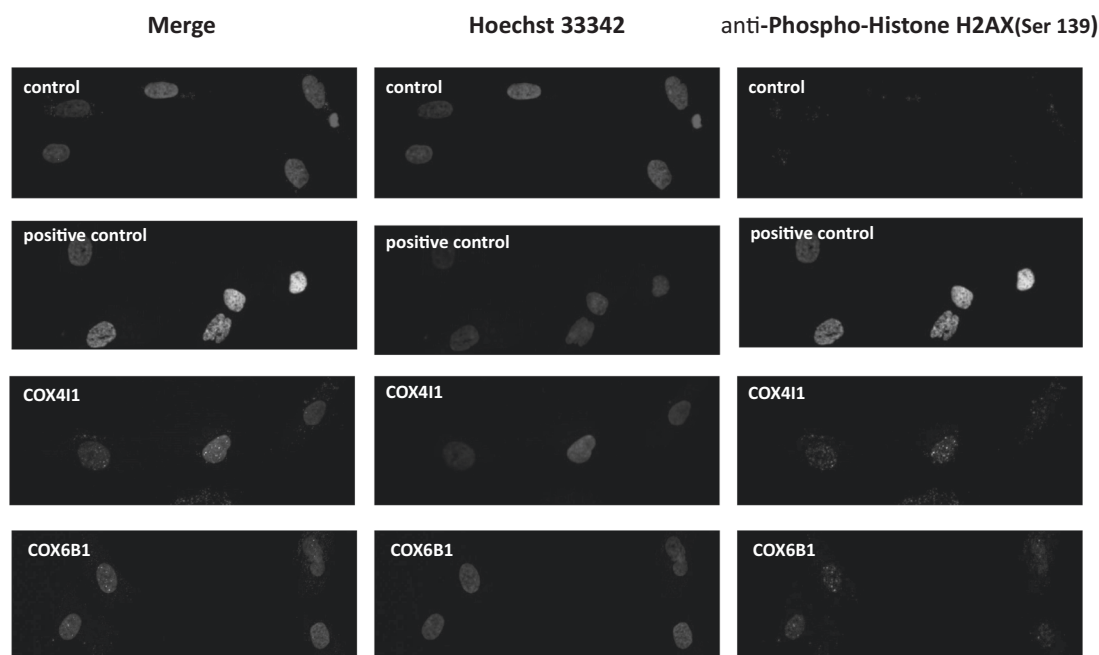 Merge Hoechst 33342 anti-Phospho-Histone H2AX(Ser 139)
control control control
positive control positive control positive control
COX4I1 COX4I1 COX4I1
COX6B1 COX6B1 COX6B1